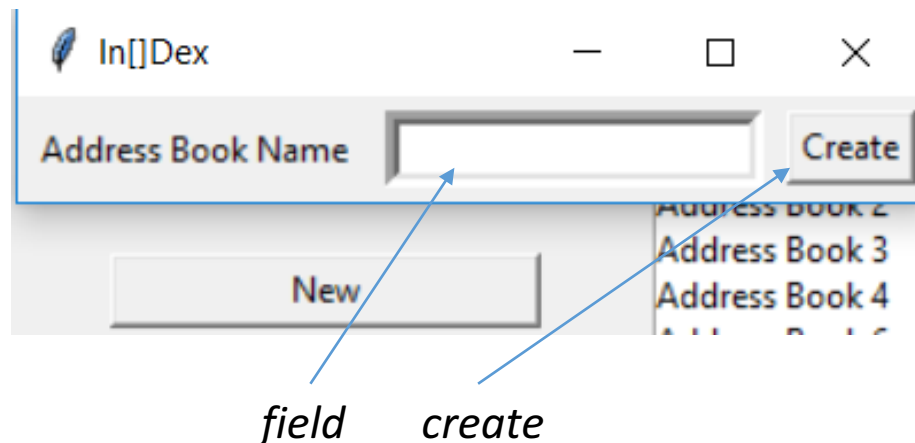 In[]Dex
Address Book Name
Create
Address Book 2
Address Book 3
New
Address Book 4
field create